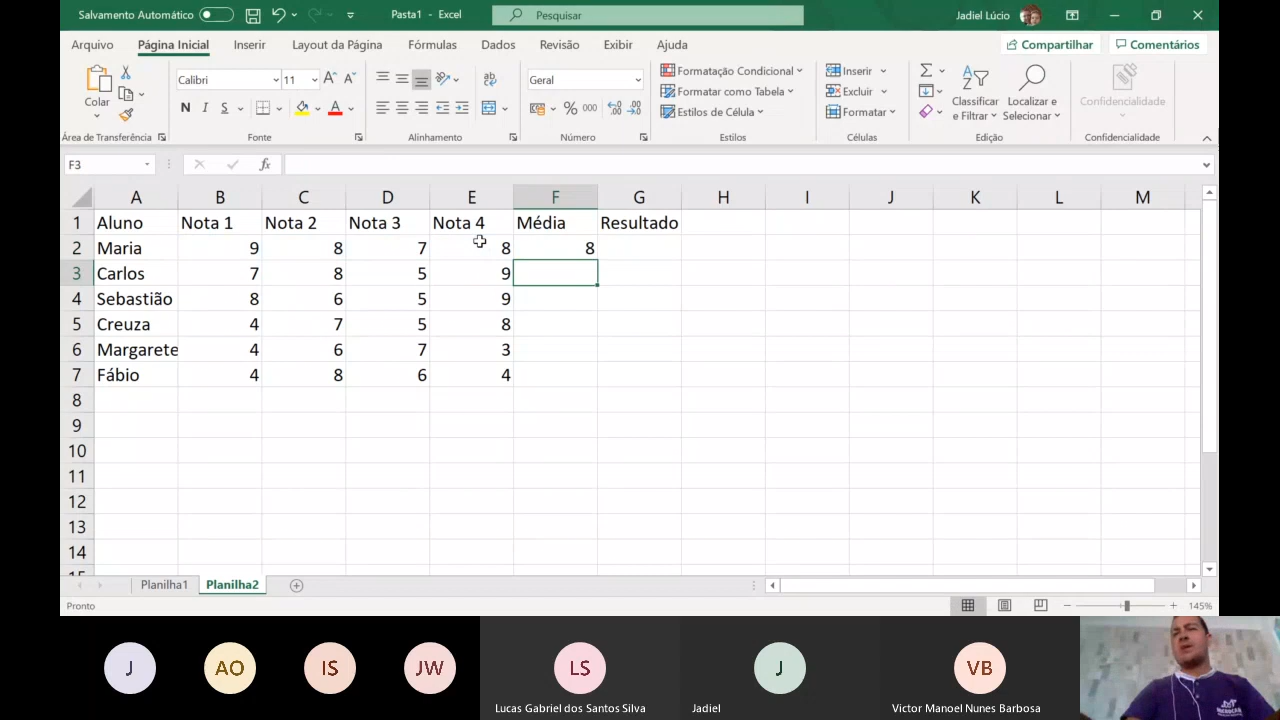 Salvamento Automático
Pasta1 - Excel
Pesquisar
Jadiel Lúcio
Arquivo Página Inicial Inserir Layout da Página Fórmulas Dados Revisão Exibir Ajuda Compartilhar Comentários
Colar
Calibri 11
N I S
Geral
% 000
Formatação Condicional
Formatar como Tabela
Estilos de Célula
Inserir
Excluir
Formatar
Classificar e Filtrar
Localizar e Selecionar
Confidencialidade
Área de Transferência Fonte Alinhamento Número Estilos Células Edição Confidencialidade
F3 fx
A B C D E F G H I J K L M
1 Aluno Nota 1 Nota 2 Nota 3 Nota 4 Média Resultado
2 Maria 9 8 7 8 8
3 Carlos 7 8 5 9
4 Sebastião 8 6 5 9
5 Creuza 4 7 5 8
6 Margarete 4 6 7 3
7 Fábio 4 8 6 4
8
9
10
11
12
13
14
15
Planilha1 Planilha2
Pronto 145%
J AO IS JW LS J VB
Lucas Gabriel dos Santos Silva Jadiel Victor Manoel Nunes Barbosa